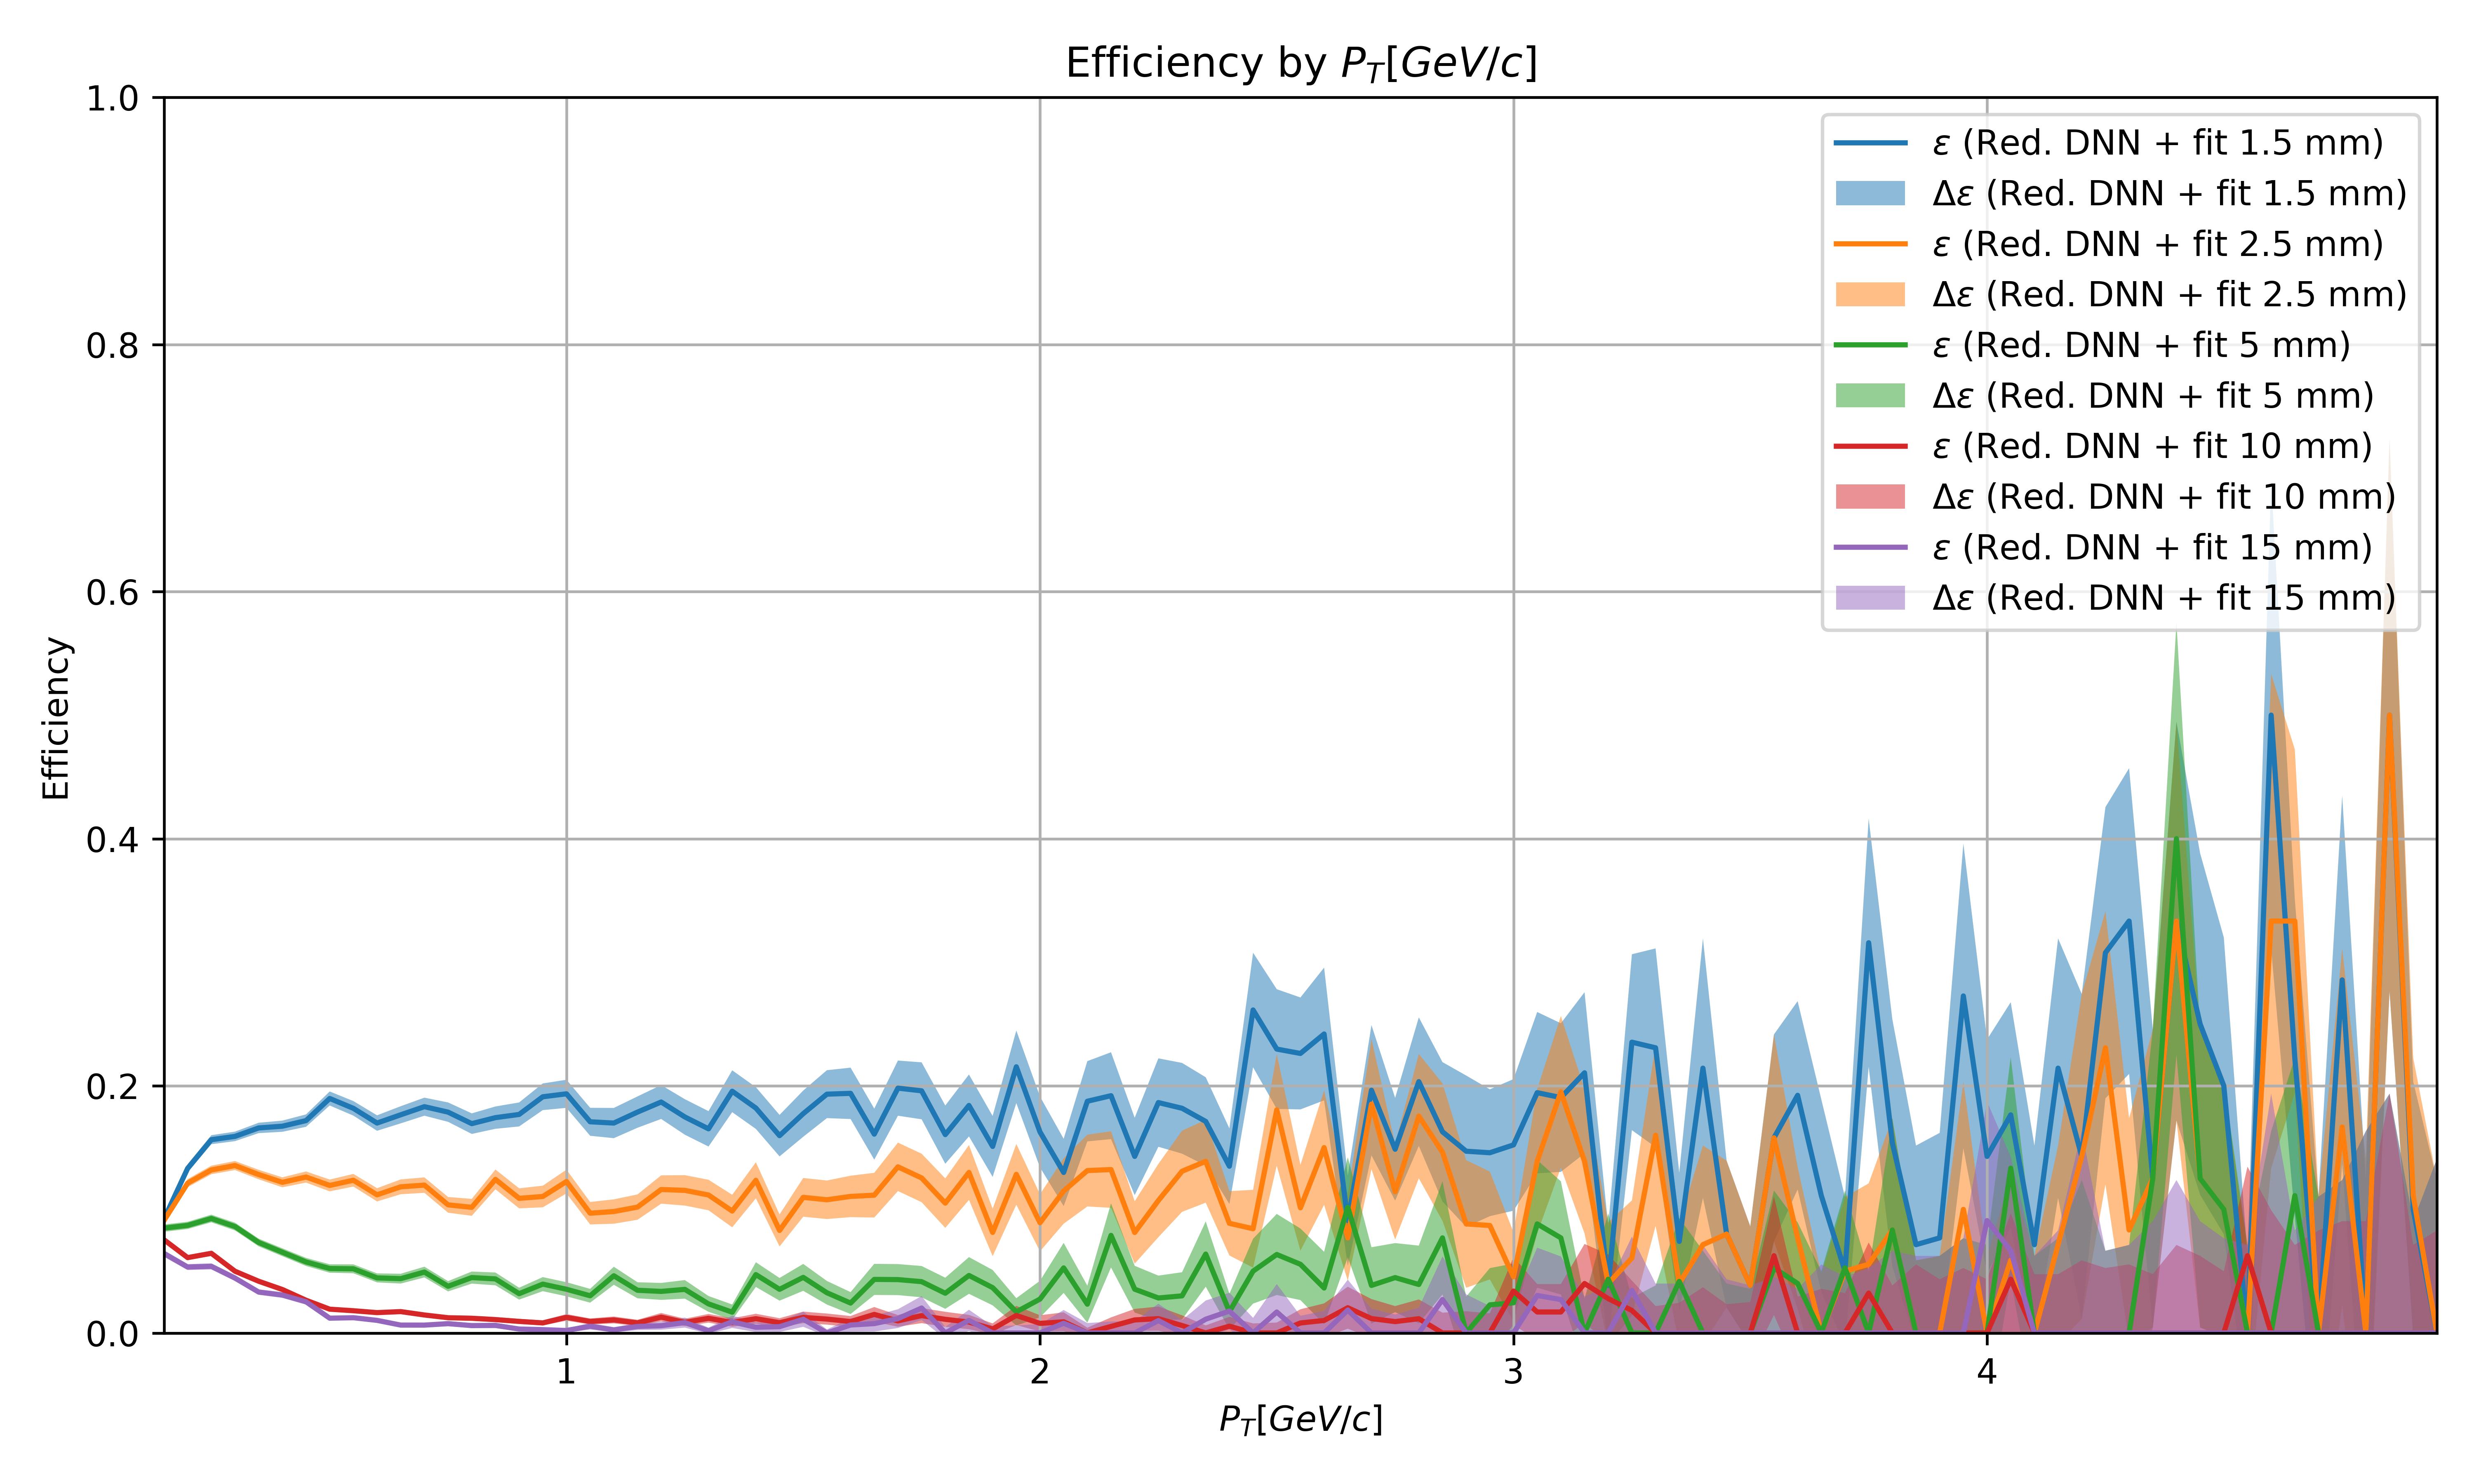 Efficiency by P_T[GeV/c]
1.0
0.8
0.6
0.4
0.2
0.0
Efficiency
ε (Red. DNN + fit 1.5 mm)
Δε (Red. DNN + fit 1.5 mm)
ε (Red. DNN + fit 2.5 mm)
Δε (Red. DNN + fit 2.5 mm)
ε (Red. DNN + fit 5 mm)
Δε (Red. DNN + fit 5 mm)
ε (Red. DNN + fit 10 mm)
Δε (Red. DNN + fit 10 mm)
ε (Red. DNN + fit 15 mm)
Δε (Red. DNN + fit 15 mm)
1 2 3 4
P_T[GeV/c]